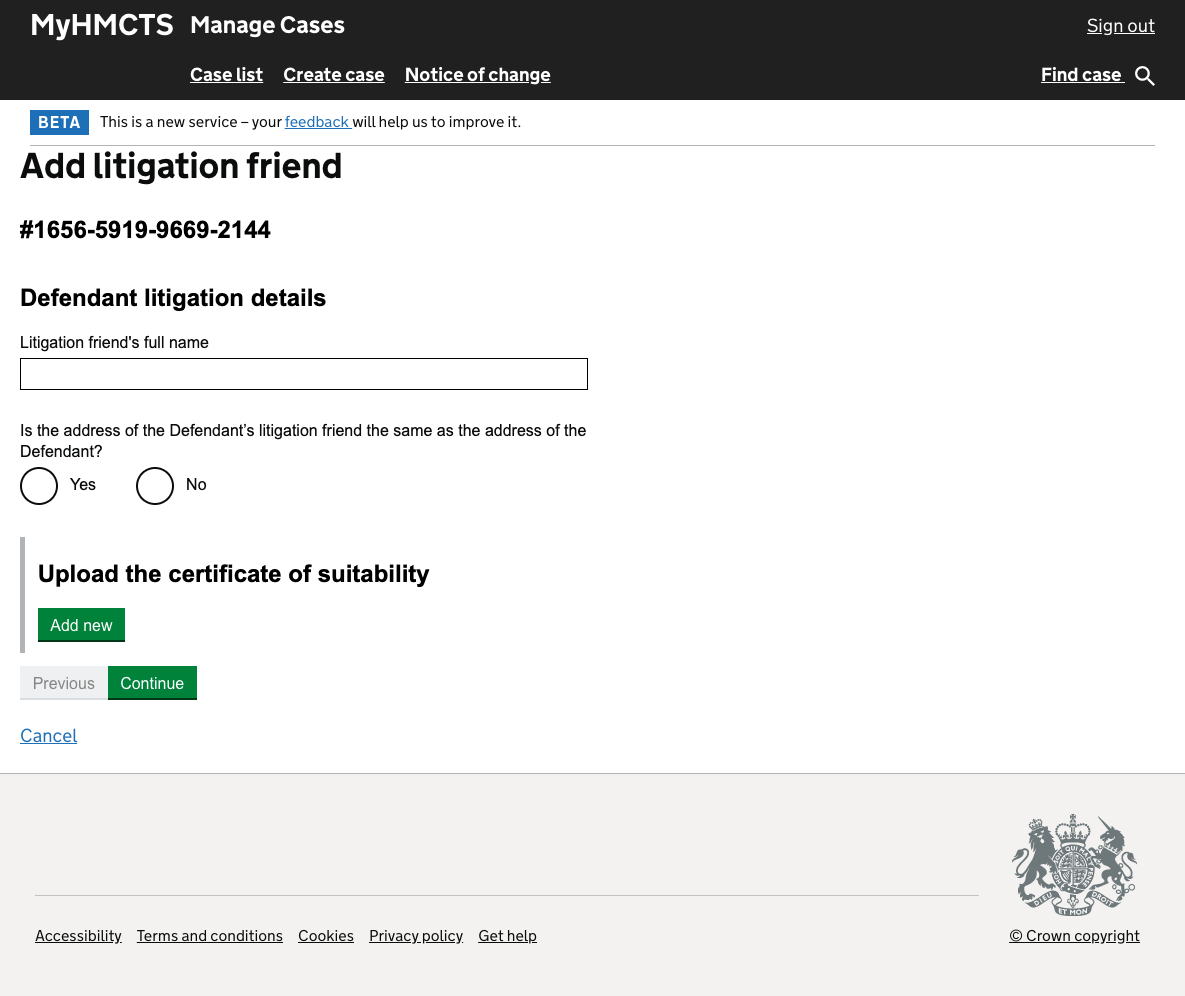 MyHMCTS Manage Cases Sign out
Case list Create case Notice of change Find case
BETA This is a new service – your feedback will help us to improve it.
Add litigation friend
#1656-5919-9669-2144
Defendant litigation details
Litigation friend's full name
Is the address of the Defendant’s litigation friend the same as the address of the
Defendant?
Yes No
Upload the certificate of suitability
Add new
Previous Continue
Cancel
DIEU ET MON DROIT
Accessibility Terms and conditions Cookies Privacy policy Get help © Crown copyright